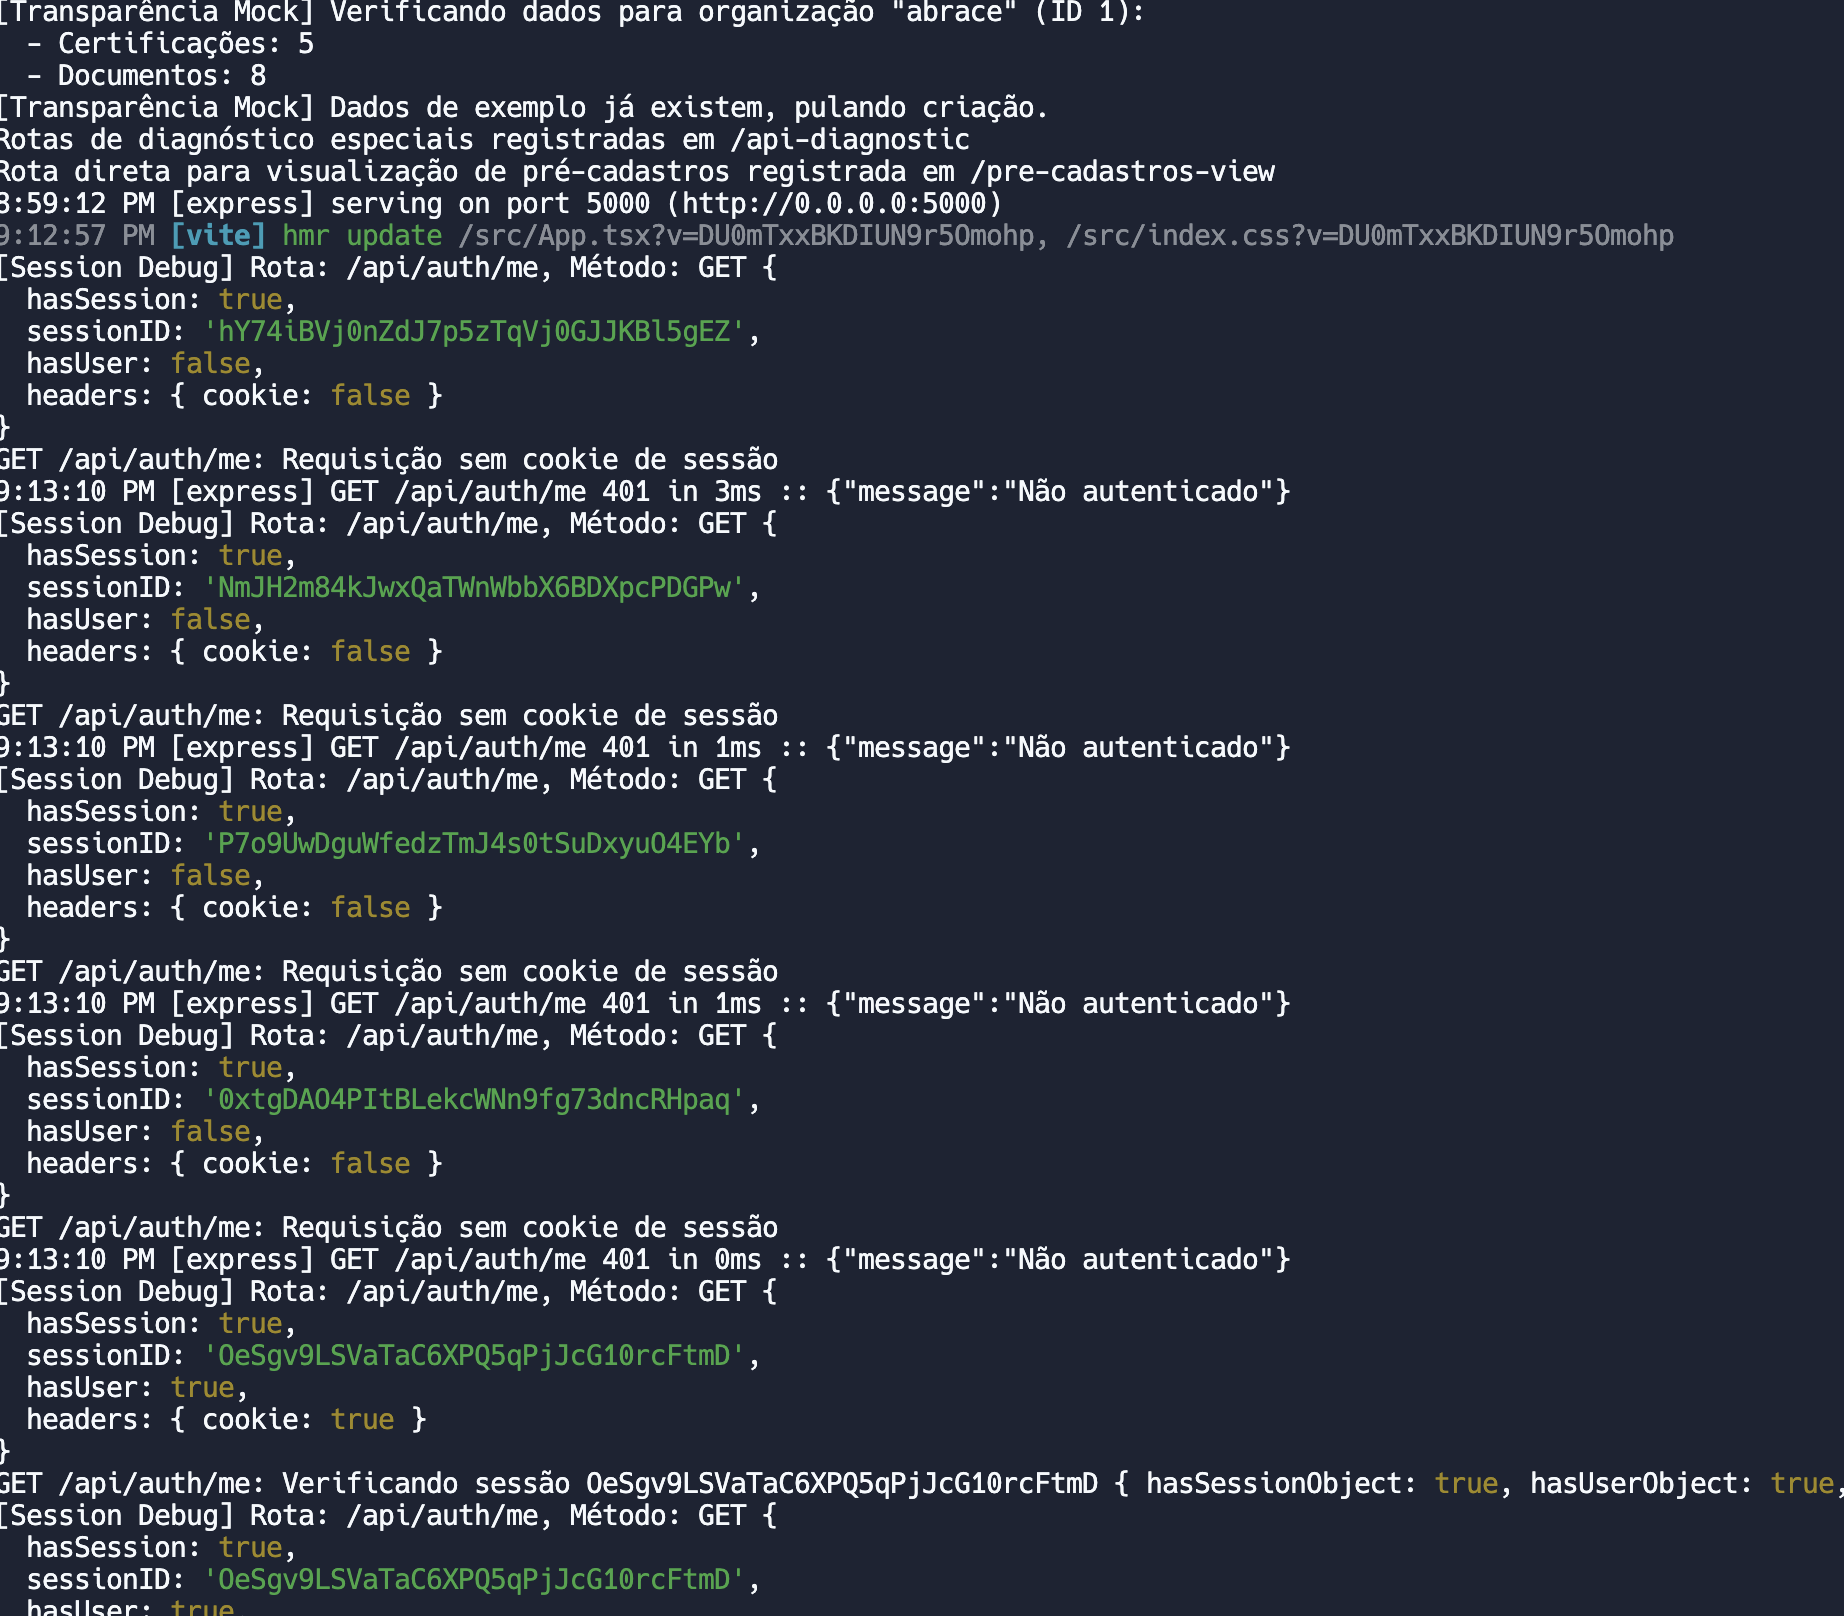 [Transparência Mock] Verificando dados para organização "abrace" (ID 1):
- Certificações: 5
- Documentos: 8
[Transparência Mock] Dados de exemplo já existem, pulando criação.
Rotas de diagnóstico especiais registradas em /api-diagnostic
Rota direta para visualização de pré-cadastros registrada em /pre-cadastros-view
8:59:12 PM [express] serving on port 5000 (http://0.0.0.0:5000)
9:12:57 PM [vite] hmr update /src/App.tsx?v=DU0mTxxBKDIUN9r5Omohp, /src/index.css?v=DU0mTxxBKDIUN9r5Omohp
[Session Debug] Rota: /api/auth/me, Método: GET {
hasSession: true,
sessionID: 'hY74iBVj0nZdJ7p5zTqVj0GJJKBl5gEZ',
hasUser: false,
headers: { cookie: false }
}
GET /api/auth/me: Requisição sem cookie de sessão
9:13:10 PM [express] GET /api/auth/me 401 in 3ms :: {"message":"Não autenticado"}
[Session Debug] Rota: /api/auth/me, Método: GET {
hasSession: true,
sessionID: 'NmJH2m84kJwxQaTWnWbbX6BDXpcPDGPw',
hasUser: false,
headers: { cookie: false }
}
GET /api/auth/me: Requisição sem cookie de sessão
9:13:10 PM [express] GET /api/auth/me 401 in 1ms :: {"message":"Não autenticado"}
[Session Debug] Rota: /api/auth/me, Método: GET {
hasSession: true,
sessionID: 'P7o9UwDguWfedzTmJ4s0tSuDxyuO4EYb',
hasUser: false,
headers: { cookie: false }
}
GET /api/auth/me: Requisição sem cookie de sessão
9:13:10 PM [express] GET /api/auth/me 401 in 1ms :: {"message":"Não autenticado"}
[Session Debug] Rota: /api/auth/me, Método: GET {
hasSession: true,
sessionID: '0xtgDAO4PItBLekcWNn9fg73dncRHpaq',
hasUser: false,
headers: { cookie: false }
}
GET /api/auth/me: Requisição sem cookie de sessão
9:13:10 PM [express] GET /api/auth/me 401 in 0ms :: {"message":"Não autenticado"}
[Session Debug] Rota: /api/auth/me, Método: GET {
hasSession: true,
sessionID: 'OeSgv9LSVaTaC6XPQ5qPjJcG10rcFtmD',
hasUser: true,
headers: { cookie: true }
}
GET /api/auth/me: Verificando sessão OeSgv9LSVaTaC6XPQ5qPjJcG10rcFtmD { hasSessionObject: true, hasUserObject: true,
[Session Debug] Rota: /api/auth/me, Método: GET {
hasSession: true,
sessionID: 'OeSgv9LSVaTaC6XPQ5qPjJcG10rcFtmD',
hasUser: true,